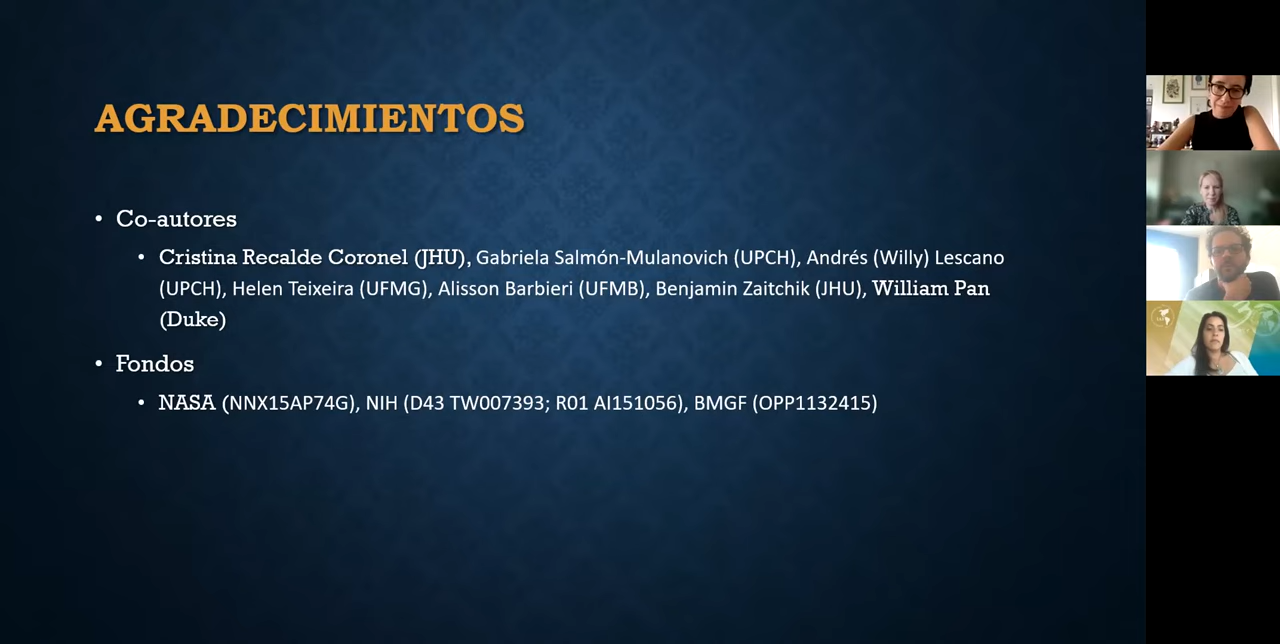 AGRADECIMIENTOS
• Co-autores
• Cristina Recalde Coronel (JHU), Gabriela Salmón-Mulanovich (UPCH), Andrés (Willy) Lescano
(UPCH), Helen Teixeira (UFMG), Alisson Barbieri (UFMB), Benjamin Zaitchik (JHU), William Pan
(Duke)
• Fondos
• NASA (NNX15AP74G), NIH (D43 TW007393; R01 AI151056), BMGF (OPP1132415)